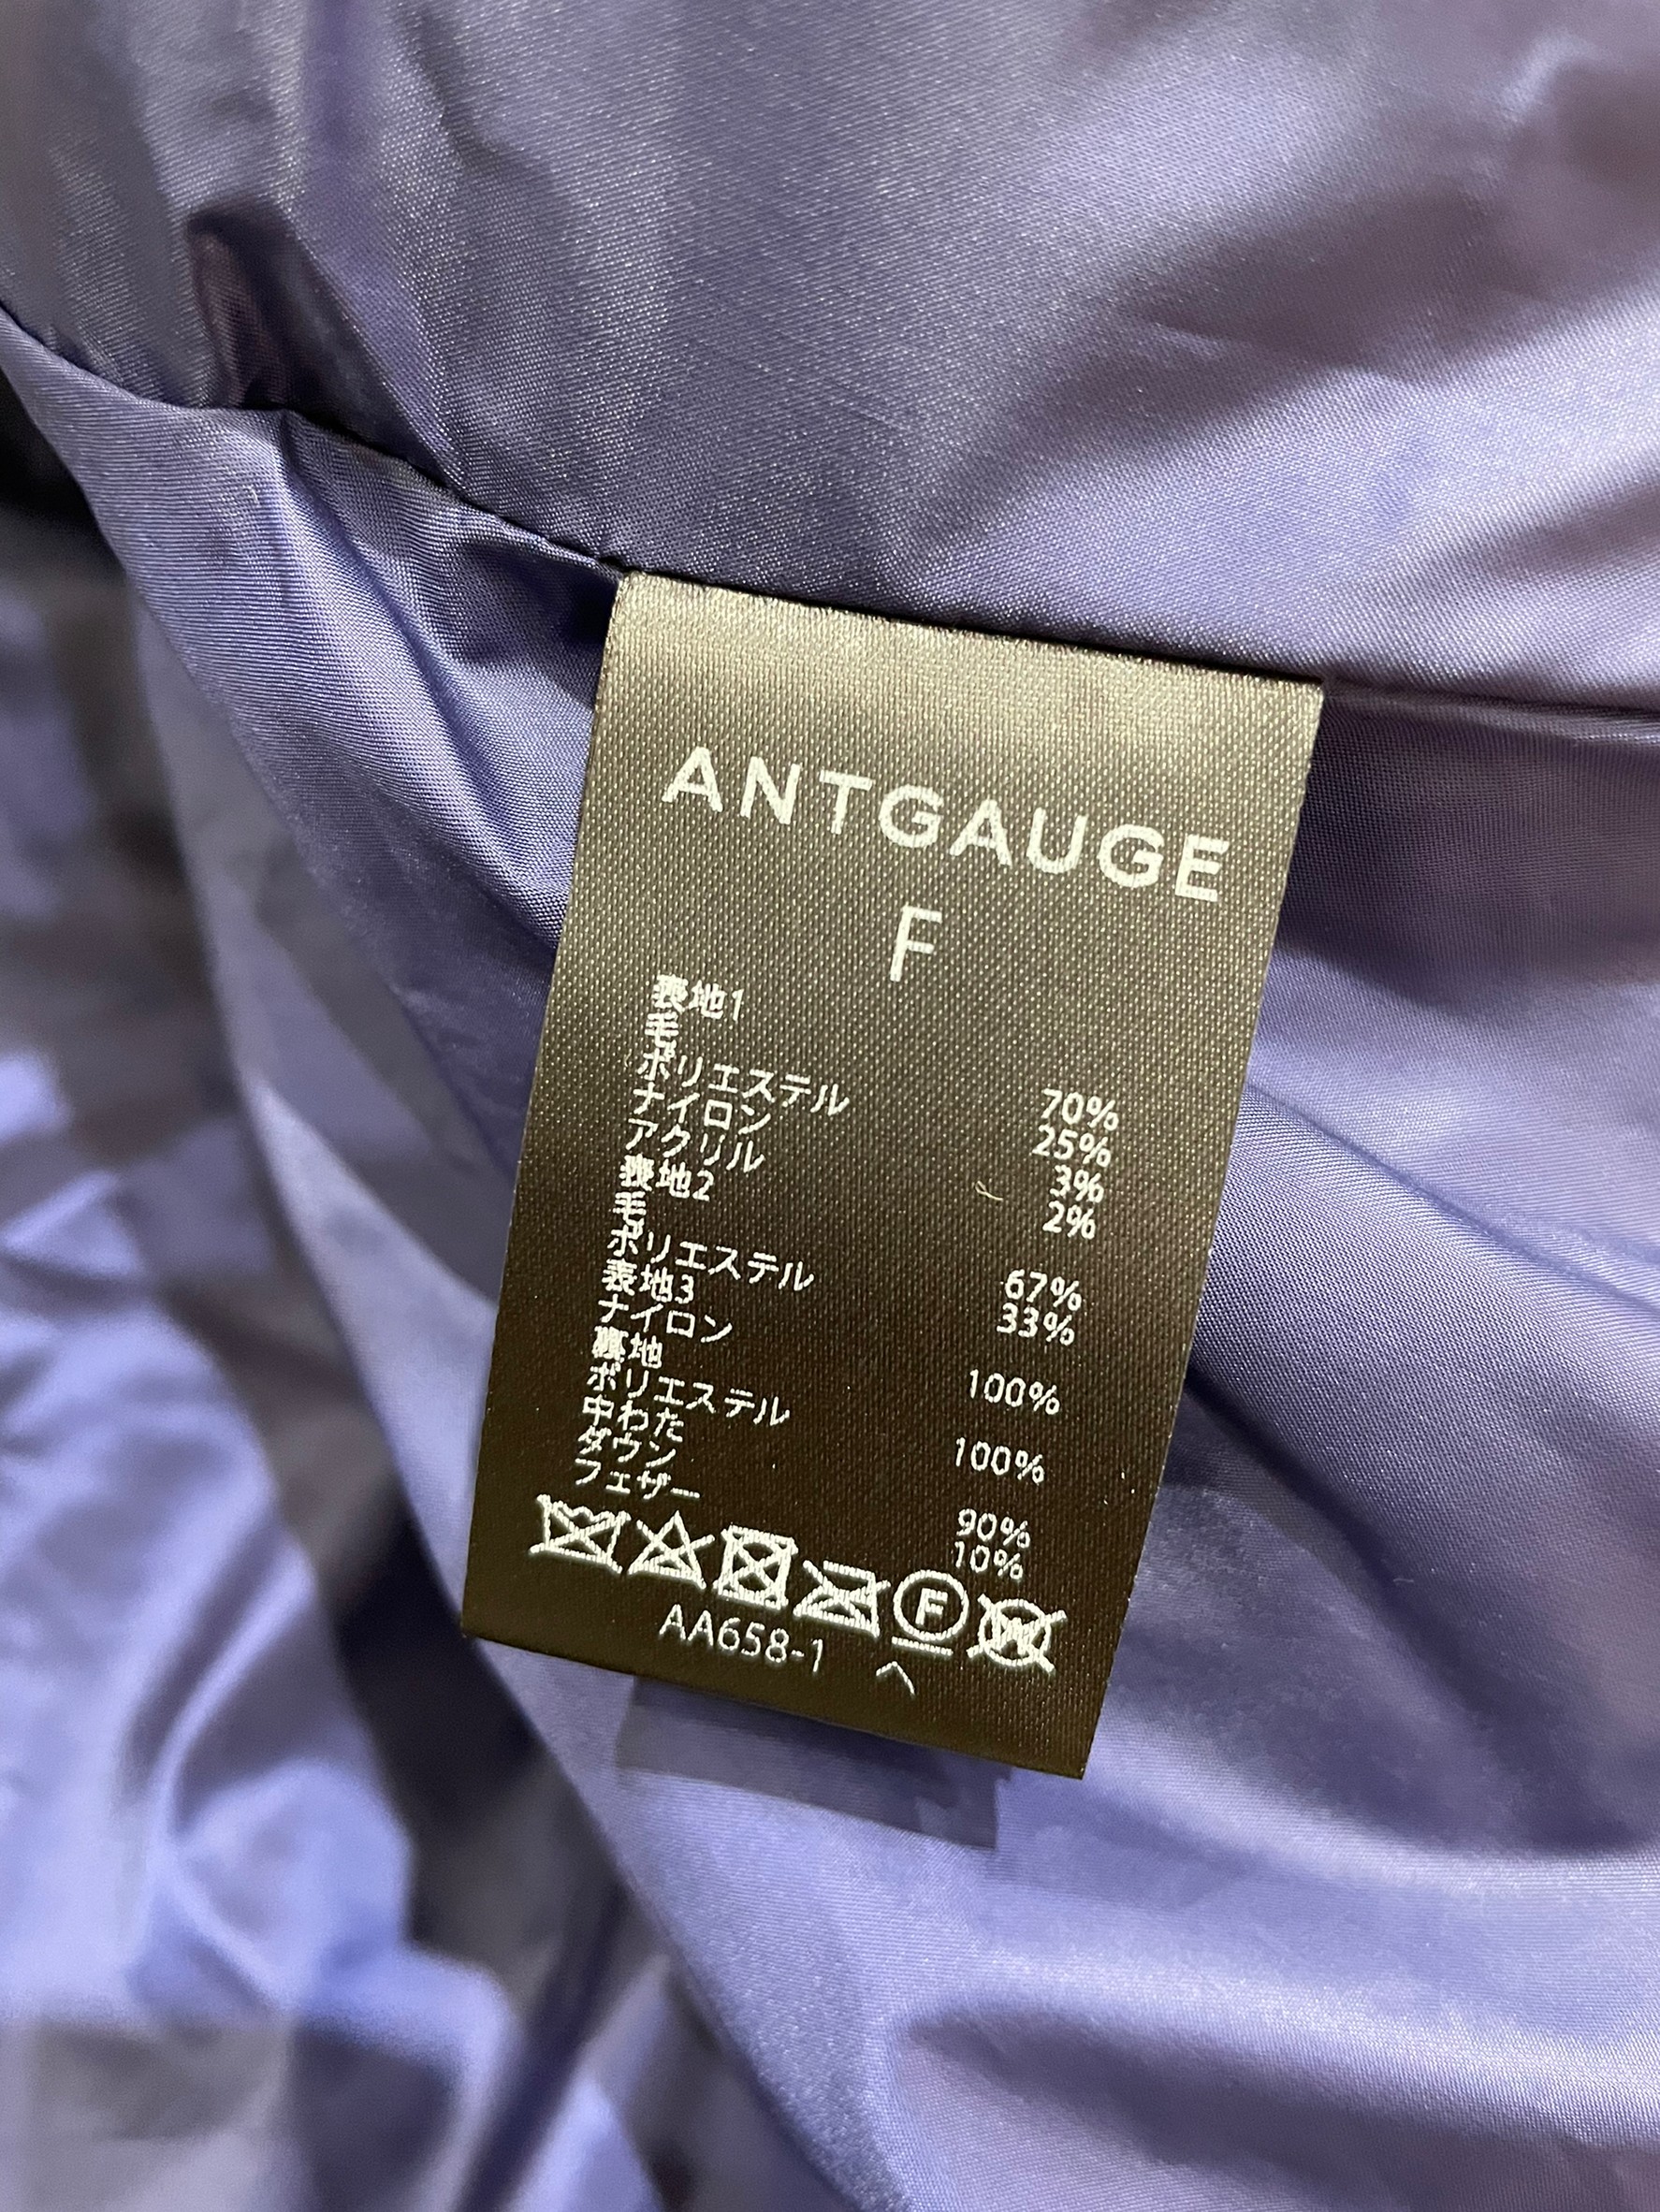 ANTGAUGE
F
表地1
毛 70%
ポリエステル 25%
ナイロン 3%
アクリル 2%
表地2
毛 67%
ポリエステル 33%
表地3
ナイロン 100%
裏地
ポリエステル 100%
中わた
ダウン 90%
フェザー 10%
F W
AA658-1 へ